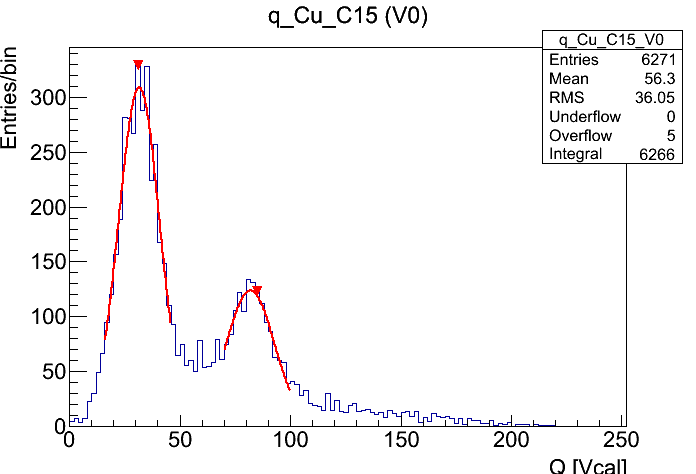 q_Cu_C15 (V0)
q_Cu_C15_V0
Entries 6271
Mean 56.3
RMS 36.05
Underflow 0
Overflow 5
Integral 6266
Entries/bin
300
250
200
150
100
50
0
0 50 100 150 200 250
Q [Vcal]